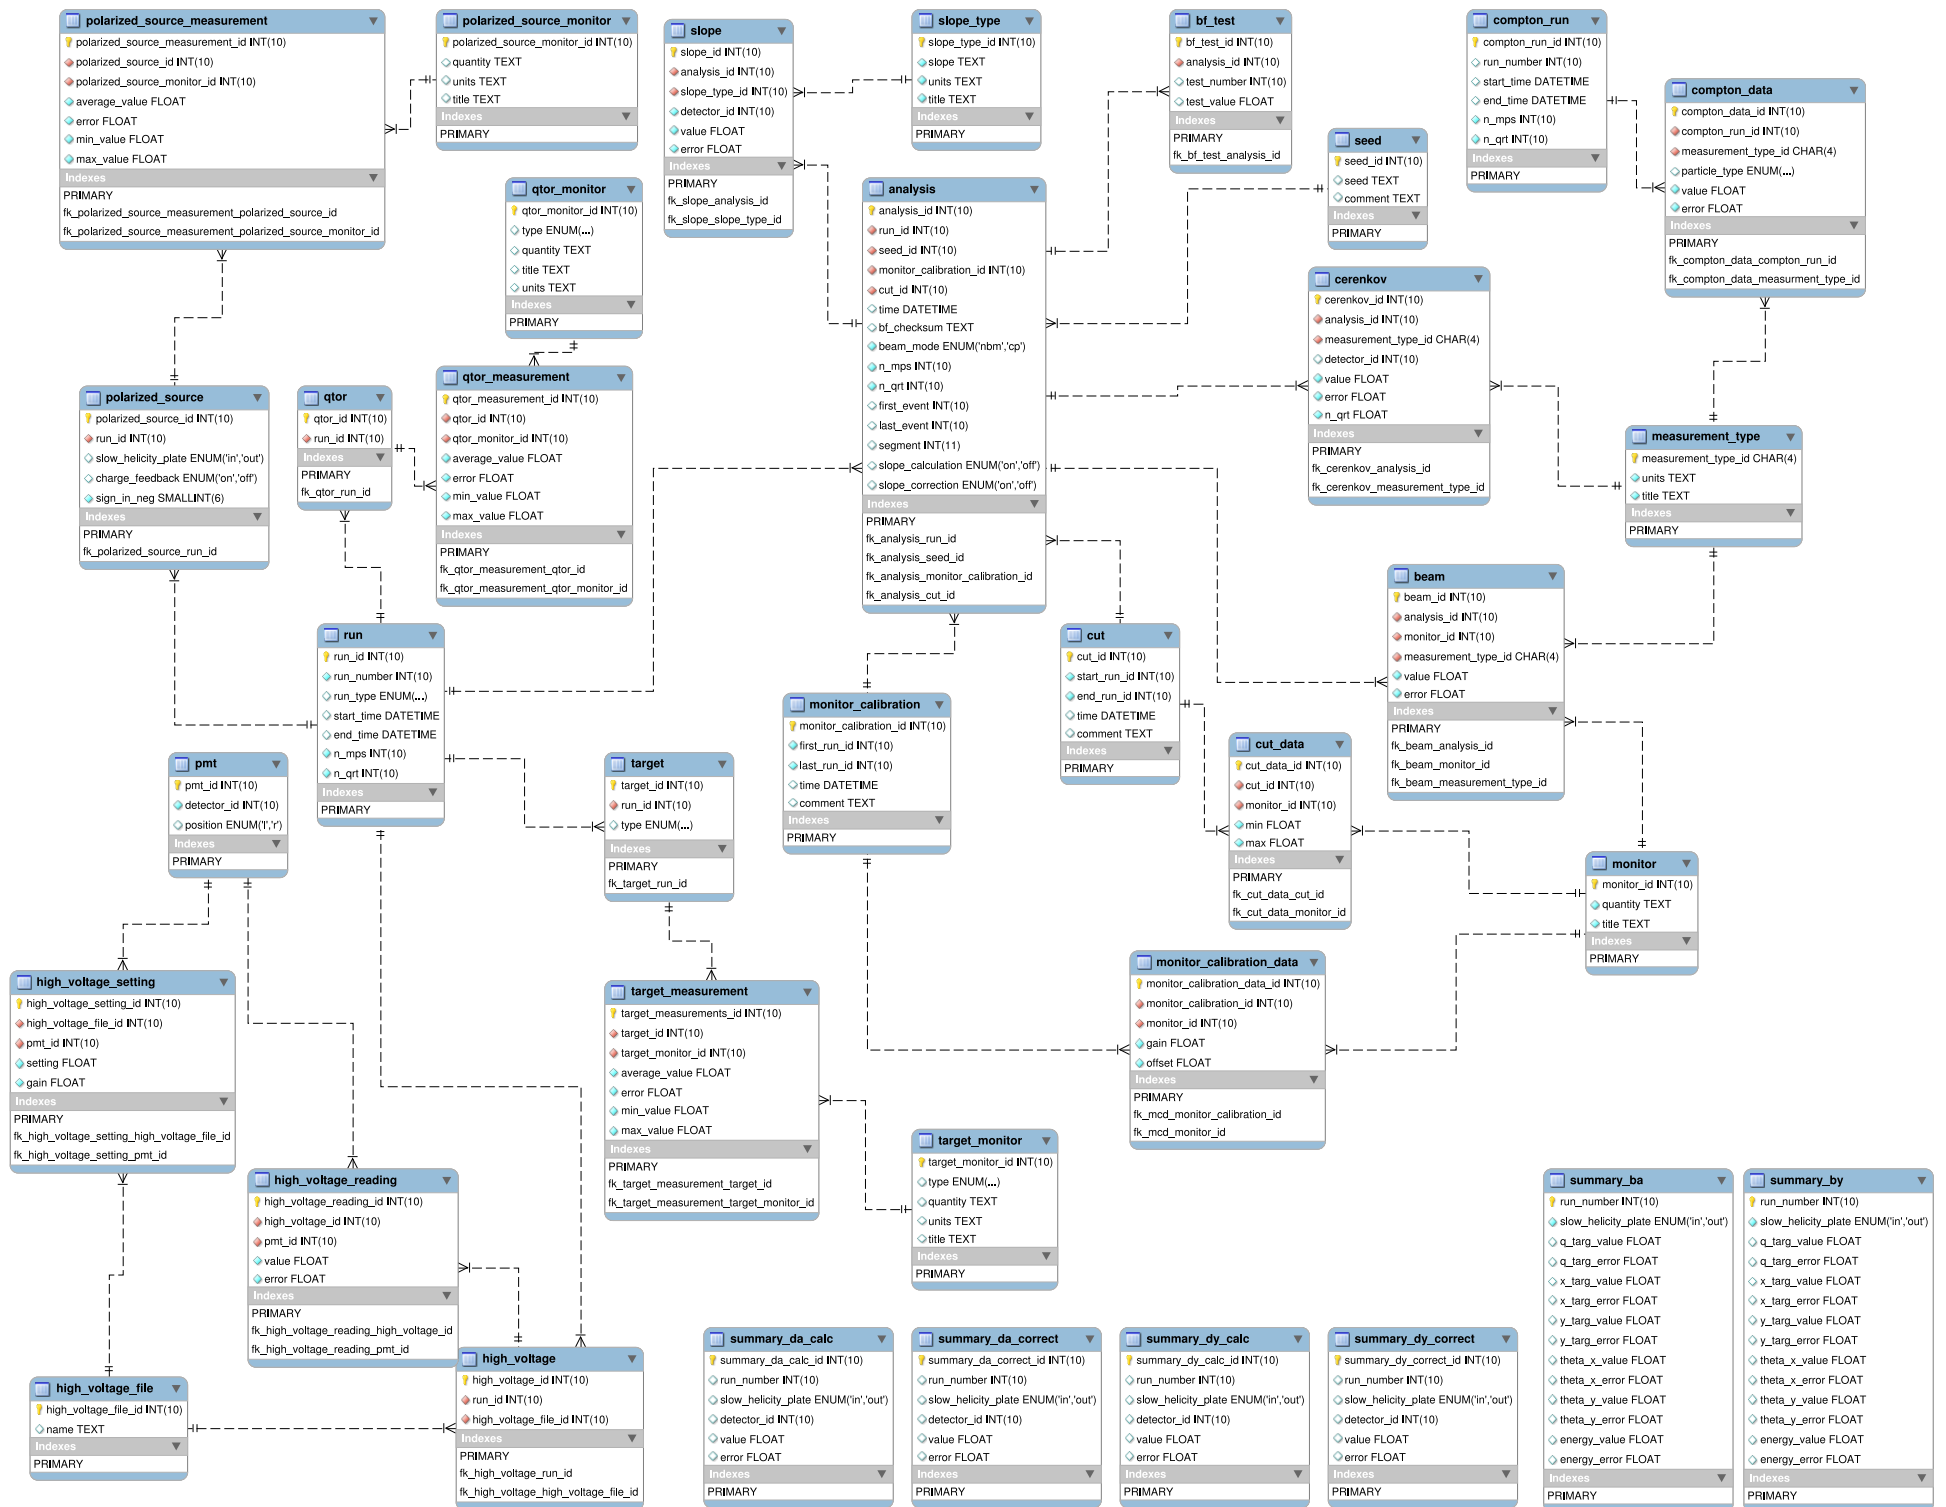 polarized_source_measurement
polarized_source_measurement_id INT(10)
polarized_source_id INT(10)
polarized_source_monitor_id INT(10)
average_value FLOAT
error FLOAT
min_value FLOAT
max_value FLOAT
Indexes
PRIMARY
fk_polarized_source_measurement_polarized_source_id
fk_polarized_source_measurement_polarized_source_monitor_id
polarized_source_monitor
polarized_source_monitor_id INT(10)
quantity TEXT
units TEXT
title TEXT
Indexes
PRIMARY
slope
slope_id INT(10)
analysis_id INT(10)
slope_type_id INT(10)
detector_id INT(10)
value FLOAT
error FLOAT
Indexes
PRIMARY
fk_slope_analysis_id
fk_slope_slope_type_id
slope_type
slope_type_id INT(10)
slope TEXT
units TEXT
title TEXT
Indexes
PRIMARY
bf_test
bf_test_id INT(10)
analysis_id INT(10)
test_number INT(10)
test_value FLOAT
Indexes
PRIMARY
fk_bf_test_analysis_id
compton_run
compton_run_id INT(10)
run_number INT(10)
start_time DATETIME
end_time DATETIME
n_mps INT(10)
n_qrt INT(10)
Indexes
PRIMARY
compton_data
compton_data_id INT(10)
compton_run_id INT(10)
measurement_type_id CHAR(4)
particle_type ENUM(...)
value FLOAT
error FLOAT
Indexes
PRIMARY
fk_compton_data_compton_run_id
fk_compton_data_measurment_type_id
seed
seed_id INT(10)
seed TEXT
comment TEXT
Indexes
PRIMARY
qtor_monitor
qtor_monitor_id INT(10)
type ENUM(...)
quantity TEXT
title TEXT
units TEXT
Indexes
PRIMARY
analysis
analysis_id INT(10)
run_id INT(10)
seed_id INT(10)
monitor_calibration_id INT(10)
cut_id INT(10)
time DATETIME
bf_checksum TEXT
beam_mode ENUM('nbm','cp')
n_mps INT(10)
n_qrt INT(10)
first_event INT(10)
last_event INT(10)
segment INT(11)
slope_calculation ENUM('on','off')
slope_correction ENUM('on','off')
Indexes
PRIMARY
fk_analysis_run_id
fk_analysis_seed_id
fk_analysis_monitor_calibration_id
fk_analysis_cut_id
cerenkov
cerenkov_id INT(10)
analysis_id INT(10)
measurement_type_id CHAR(4)
detector_id INT(10)
value FLOAT
error FLOAT
n_qrt FLOAT
Indexes
PRIMARY
fk_cerenkov_analysis_id
fk_cerenkov_measurement_type_id
polarized_source
polarized_source_id INT(10)
run_id INT(10)
slow_helicity_plate ENUM('in','out')
charge_feedback ENUM('on','off')
sign_in_neg SMALLINT(6)
Indexes
PRIMARY
fk_polarized_source_run_id
qtor
qtor_id INT(10)
run_id INT(10)
Indexes
PRIMARY
fk_qtor_run_id
qtor_measurement
qtor_measurement_id INT(10)
qtor_id INT(10)
qtor_monitor_id INT(10)
average_value FLOAT
error FLOAT
min_value FLOAT
max_value FLOAT
Indexes
PRIMARY
fk_qtor_measurement_qtor_id
fk_qtor_measurement_qtor_monitor_id
measurement_type
measurement_type_id CHAR(4)
units TEXT
title TEXT
Indexes
PRIMARY
beam
beam_id INT(10)
analysis_id INT(10)
monitor_id INT(10)
measurement_type_id CHAR(4)
value FLOAT
error FLOAT
Indexes
PRIMARY
fk_beam_analysis_id
fk_beam_monitor_id
fk_beam_measurement_type_id
run
run_id INT(10)
run_number INT(10)
run_type ENUM(...)
start_time DATETIME
end_time DATETIME
n_mps INT(10)
n_qrt INT(10)
Indexes
PRIMARY
cut
cut_id INT(10)
start_run_id INT(10)
end_run_id INT(10)
time DATETIME
comment TEXT
Indexes
PRIMARY
monitor_calibration
monitor_calibration_id INT(10)
first_run_id INT(10)
last_run_id INT(10)
time DATETIME
comment TEXT
Indexes
PRIMARY
cut_data
cut_data_id INT(10)
cut_id INT(10)
monitor_id INT(10)
min FLOAT
max FLOAT
Indexes
PRIMARY
fk_cut_data_cut_id
fk_cut_data_monitor_id
pmt
pmt_id INT(10)
detector_id INT(10)
position ENUM('l','r')
Indexes
PRIMARY
target
target_id INT(10)
run_id INT(10)
type ENUM(...)
Indexes
PRIMARY
fk_target_run_id
monitor
monitor_id INT(10)
quantity TEXT
title TEXT
Indexes
PRIMARY
high_voltage_setting
high_voltage_setting_id INT(10)
high_voltage_file_id INT(10)
pmt_id INT(10)
setting FLOAT
gain FLOAT
Indexes
PRIMARY
fk_high_voltage_setting_high_voltage_file_id
fk_high_voltage_setting_pmt_id
target_measurement
target_measurements_id INT(10)
target_id INT(10)
target_monitor_id INT(10)
average_value FLOAT
error FLOAT
min_value FLOAT
max_value FLOAT
Indexes
PRIMARY
fk_target_measurement_target_id
fk_target_measurement_target_monitor_id
monitor_calibration_data
monitor_calibration_data_id INT(10)
monitor_calibration_id INT(10)
monitor_id INT(10)
gain FLOAT
offset FLOAT
Indexes
PRIMARY
fk_mcd_monitor_calibration_id
fk_mcd_monitor_id
target_monitor
target_monitor_id INT(10)
type ENUM(...)
quantity TEXT
units TEXT
title TEXT
Indexes
PRIMARY
high_voltage_reading
high_voltage_reading_id INT(10)
high_voltage_id INT(10)
pmt_id INT(10)
value FLOAT
error FLOAT
Indexes
PRIMARY
fk_high_voltage_reading_high_voltage_id
fk_high_voltage_reading_pmt_id
summary_ba
run_number INT(10)
slow_helicity_plate ENUM('in','out')
q_targ_value FLOAT
q_targ_error FLOAT
x_targ_value FLOAT
x_targ_error FLOAT
y_targ_value FLOAT
y_targ_error FLOAT
theta_x_value FLOAT
theta_x_error FLOAT
theta_y_value FLOAT
theta_y_error FLOAT
energy_value FLOAT
energy_error FLOAT
Indexes
PRIMARY
summary_by
run_number INT(10)
slow_helicity_plate ENUM('in','out')
q_targ_value FLOAT
q_targ_error FLOAT
x_targ_value FLOAT
x_targ_error FLOAT
y_targ_value FLOAT
y_targ_error FLOAT
theta_x_value FLOAT
theta_x_error FLOAT
theta_y_value FLOAT
theta_y_error FLOAT
energy_value FLOAT
energy_error FLOAT
Indexes
PRIMARY
high_voltage_file
high_voltage_file_id INT(10)
name TEXT
Indexes
PRIMARY
high_voltage
high_voltage_id INT(10)
run_id INT(10)
high_voltage_file_id INT(10)
Indexes
PRIMARY
fk_high_voltage_run_id
fk_high_voltage_high_voltage_file_id
summary_da_calc
summary_da_calc_id INT(10)
run_number INT(10)
slow_helicity_plate ENUM('in','out')
detector_id INT(10)
value FLOAT
error FLOAT
Indexes
PRIMARY
summary_da_correct
summary_da_correct_id INT(10)
run_number INT(10)
slow_helicity_plate ENUM('in','out')
detector_id INT(10)
value FLOAT
error FLOAT
Indexes
PRIMARY
summary_dy_calc
summary_dy_calc_id INT(10)
run_number INT(10)
slow_helicity_plate ENUM('in','out')
detector_id INT(10)
value FLOAT
error FLOAT
Indexes
PRIMARY
summary_dy_correct
summary_dy_correct_id INT(10)
run_number INT(10)
slow_helicity_plate ENUM('in','out')
detector_id INT(10)
value FLOAT
error FLOAT
Indexes
PRIMARY